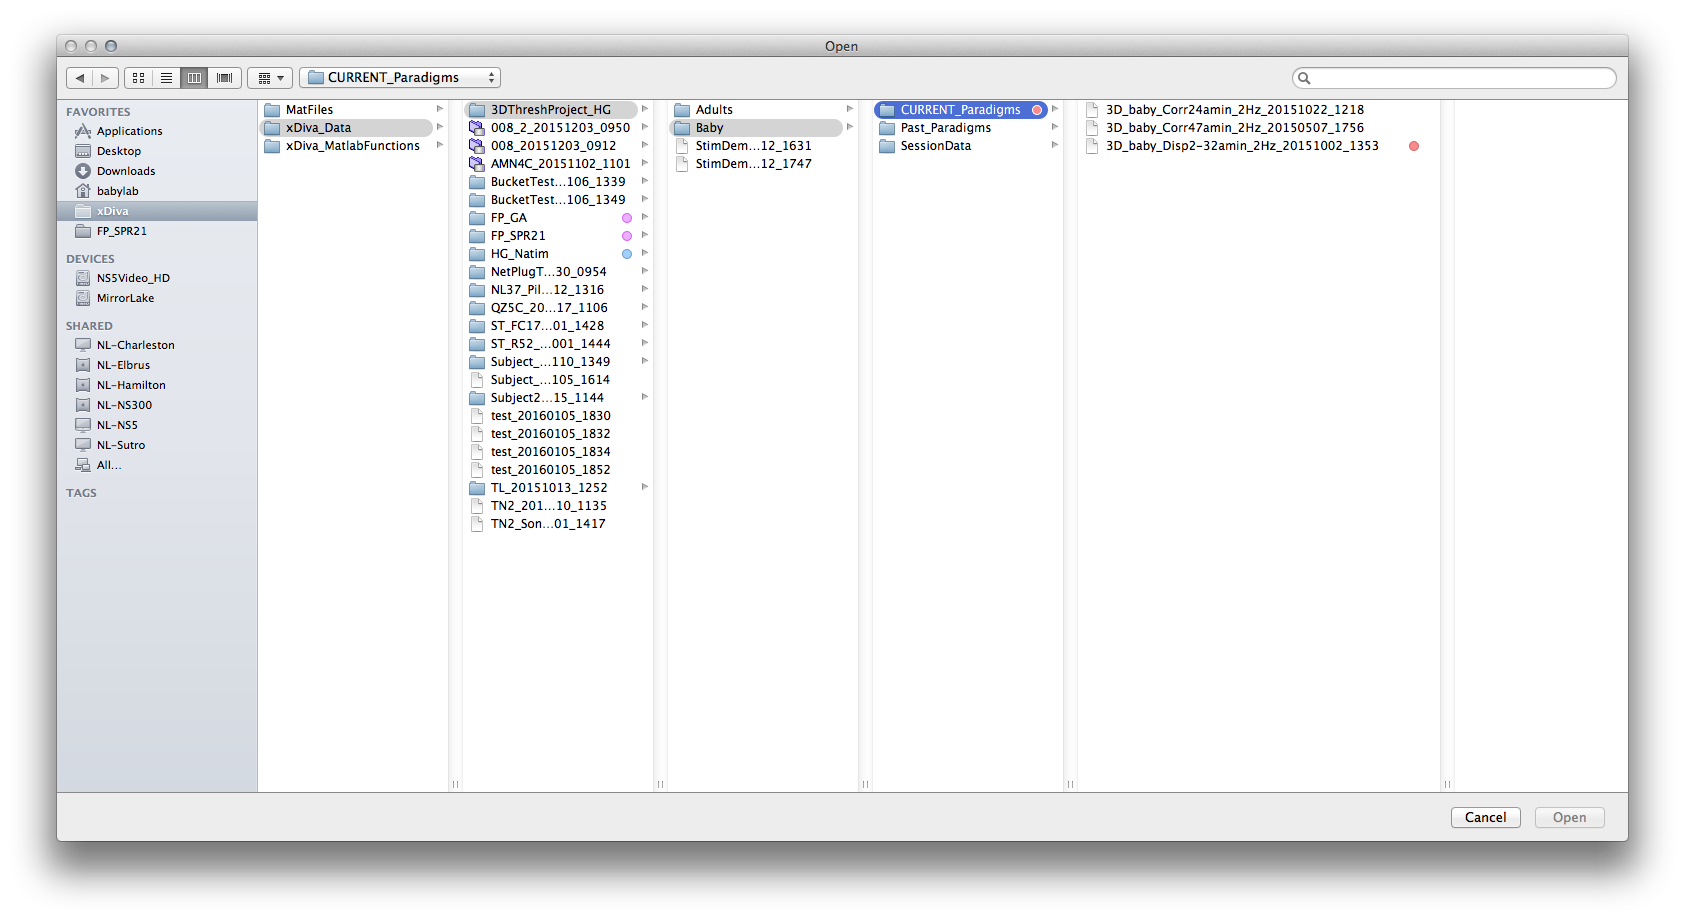 Open
CURRENT_Paradigms
FAVORITES
Applications
Desktop
Downloads
babylab
xDiva
FP_SPR21
DEVICES
NS5Video_HD
MirrorLake
SHARED
NL-Charleston
NL-Elbrus
NL-Hamilton
NL-NS300
NL-NS5
NL-Sutro
All...
TAGS
MatFiles
xDiva_Data
xDiva_MatlabFunctions
3DThreshProject_HG
008_2_20151203_0950
008_20151203_0912
AMN4C_20151102_1101
BucketTest...106_1339
BucketTest...106_1349
FP_GA
FP_SPR21
HG_Natim
NetPlugT...30_0954
NL37_Pil...12_1316
QZ5C_20...17_1106
ST_FC17...01_1428
ST_R52_...001_1444
Subject_...110_1349
Subject_...105_1614
Subject2...15_1144
test_20160105_1830
test_20160105_1832
test_20160105_1834
test_20160105_1852
TL_20151013_1252
TN2_201...10_1135
TN2_Son...01_1417
Adults
Baby
StimDem...12_1631
StimDem...12_1747
CURRENT_Paradigms
Past_Paradigms
SessionData
3D_baby_Corr24amin_2Hz_20151022_1218
3D_baby_Corr47amin_2Hz_20150507_1756
3D_baby_Disp2-32amin_2Hz_20151002_1353
Cancel
Open